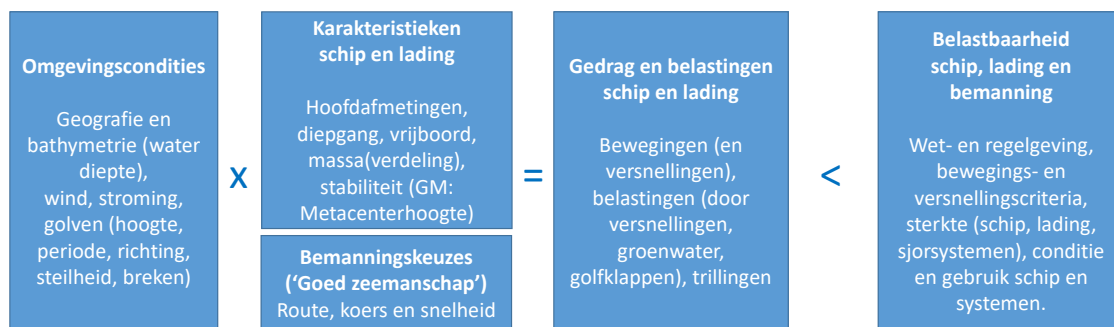 Omgevingscondities
Geografie en
bathymetrie (water
diepte),
wind, stroming,
golven (hoogte,
periode, richting,
steilheid, breken)
x
Karakteristieken
schip en lading
Hoofdafmetingen,
diepgang, vrijboord,
massa(verdeling),
stabiliteit (GM:
Metacenterhoogte)
Bemanningskeuzes
('Goed zeemanschap')
Route, koers en snelheid
=
Gedrag en belastingen
schip en lading
Bewegingen (en
versnellingen),
belastingen (door
versnellingen,
groenwater,
golfklappen), trillingen
<
Belastbaarheid
schip, lading en
bemanning
Wet- en regelgeving,
bewegings- en
versnellingscriteria,
sterkte (schip, lading,
sjorsystemen), conditie
en gebruik schip en
systemen.